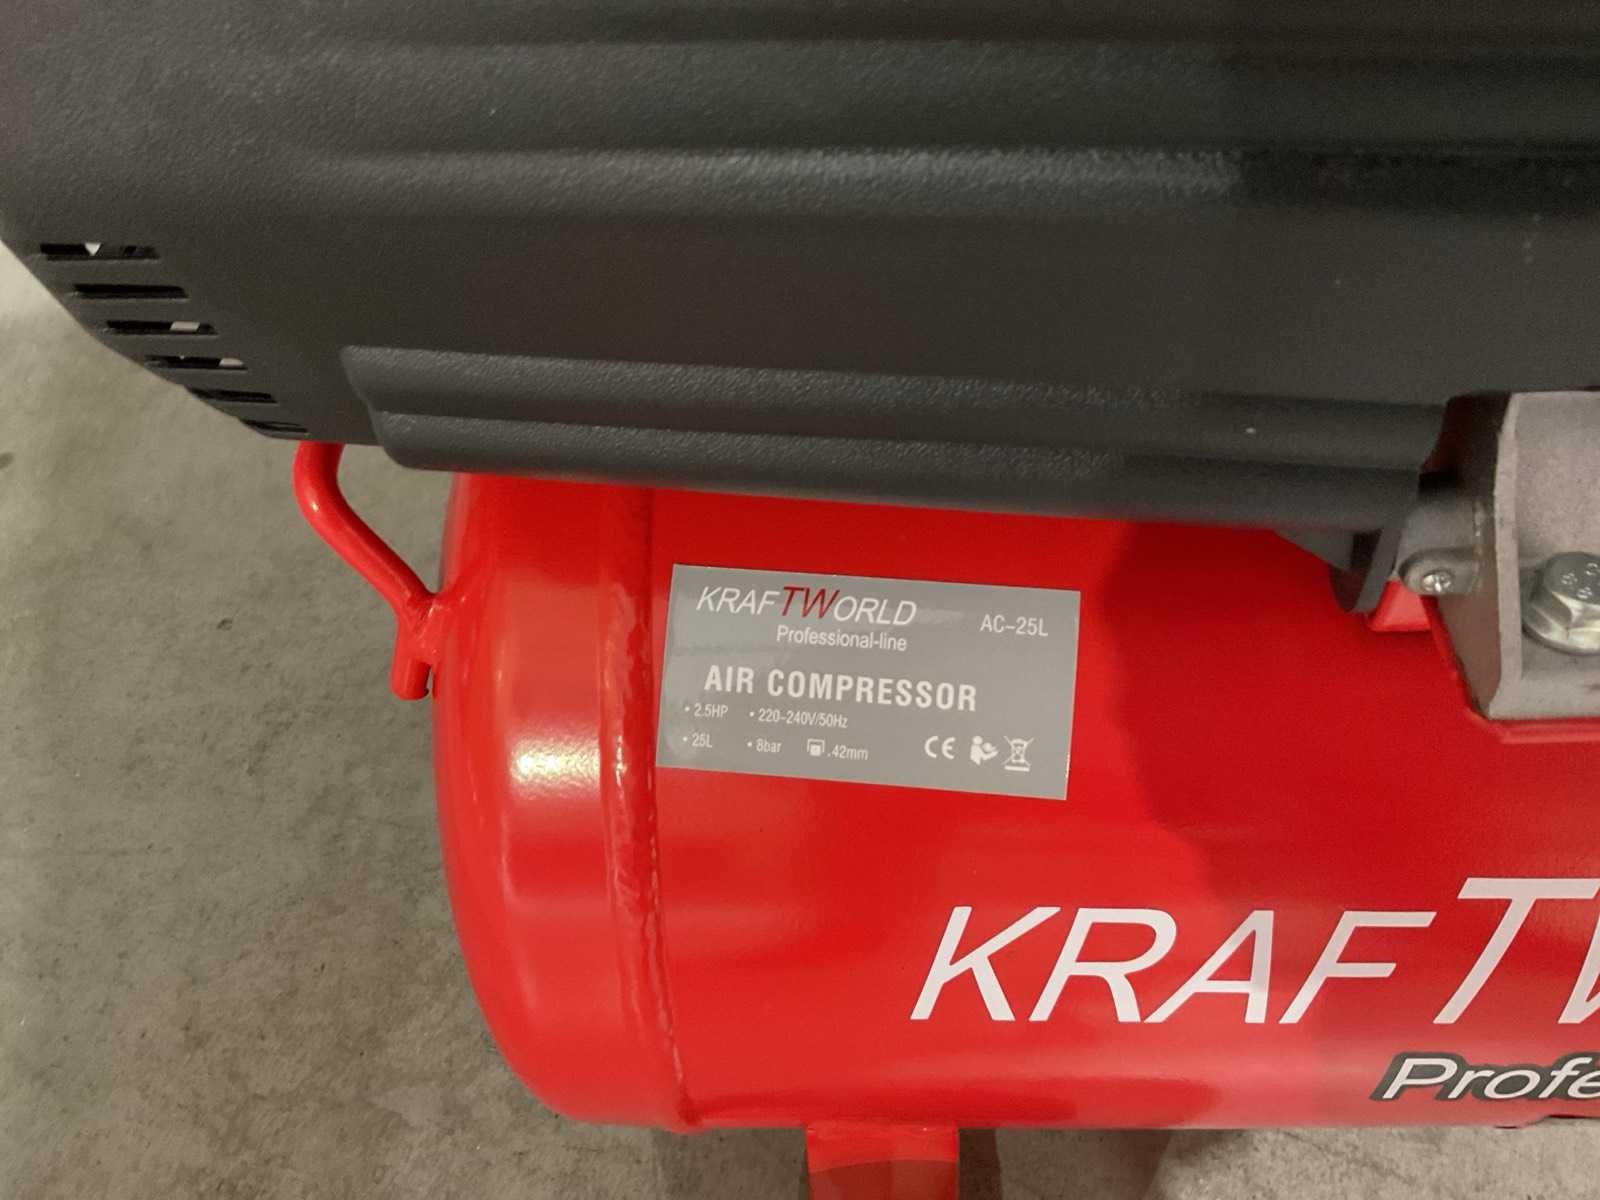 KRAFTWORLD
Professional-line
AC-25L
AIR COMPRESSOR
• 2.5HP • 220-240V/50Hz
• 25L • 8bar .42mm
CE
KRAFTW
Profe